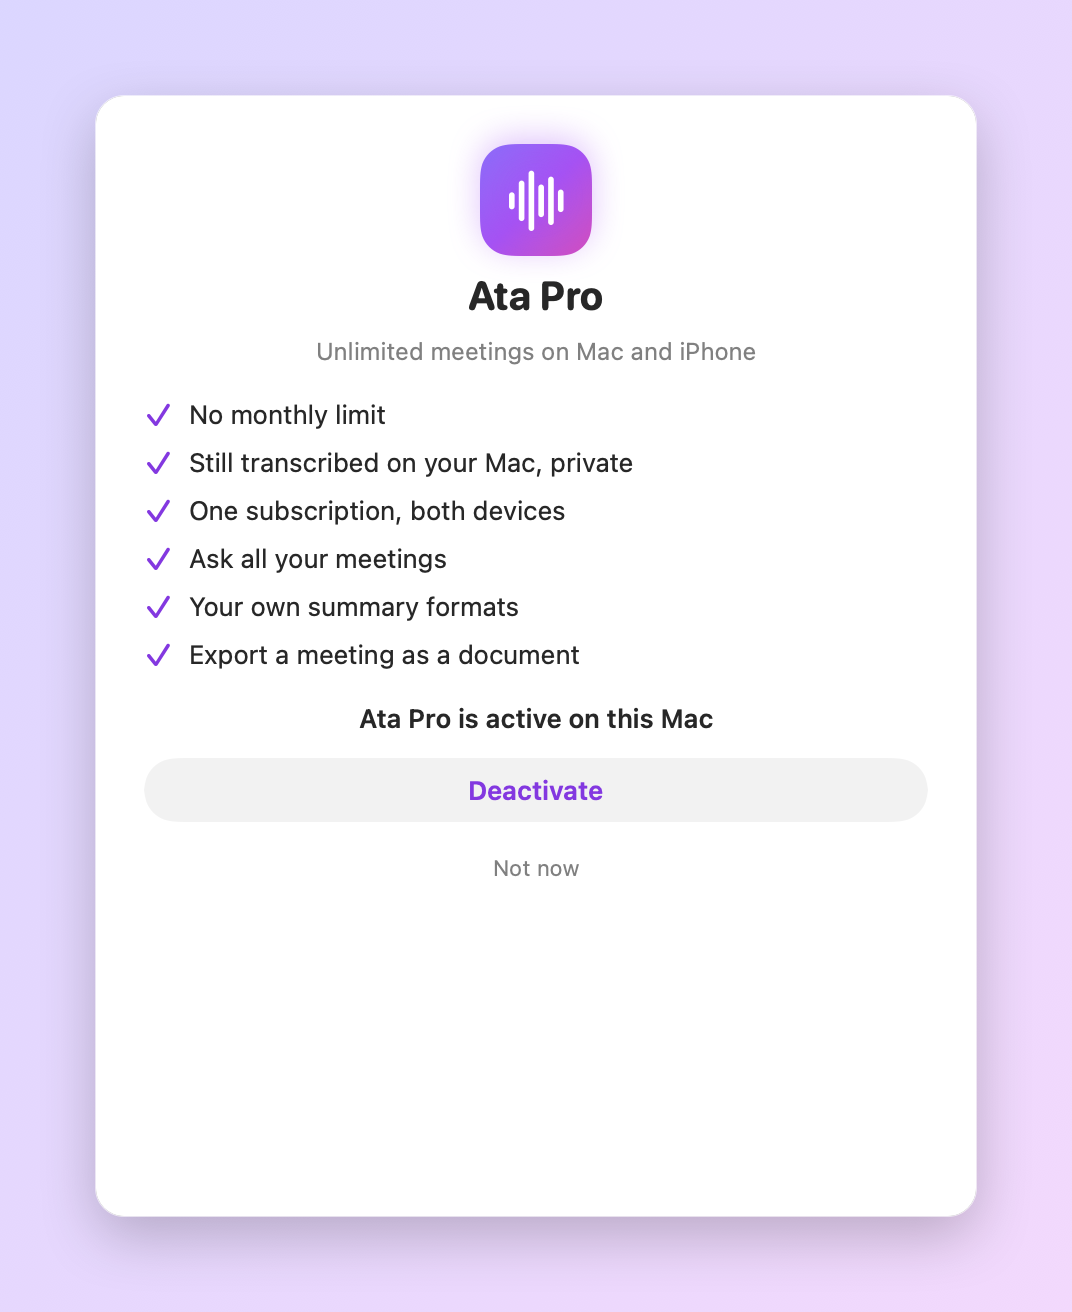 Ata Pro
Unlimited meetings on Mac and iPhone
No monthly limit
Still transcribed on your Mac, private
One subscription, both devices
Ask all your meetings
Your own summary formats
Export a meeting as a document
Ata Pro is active on this Mac
Deactivate
Not now